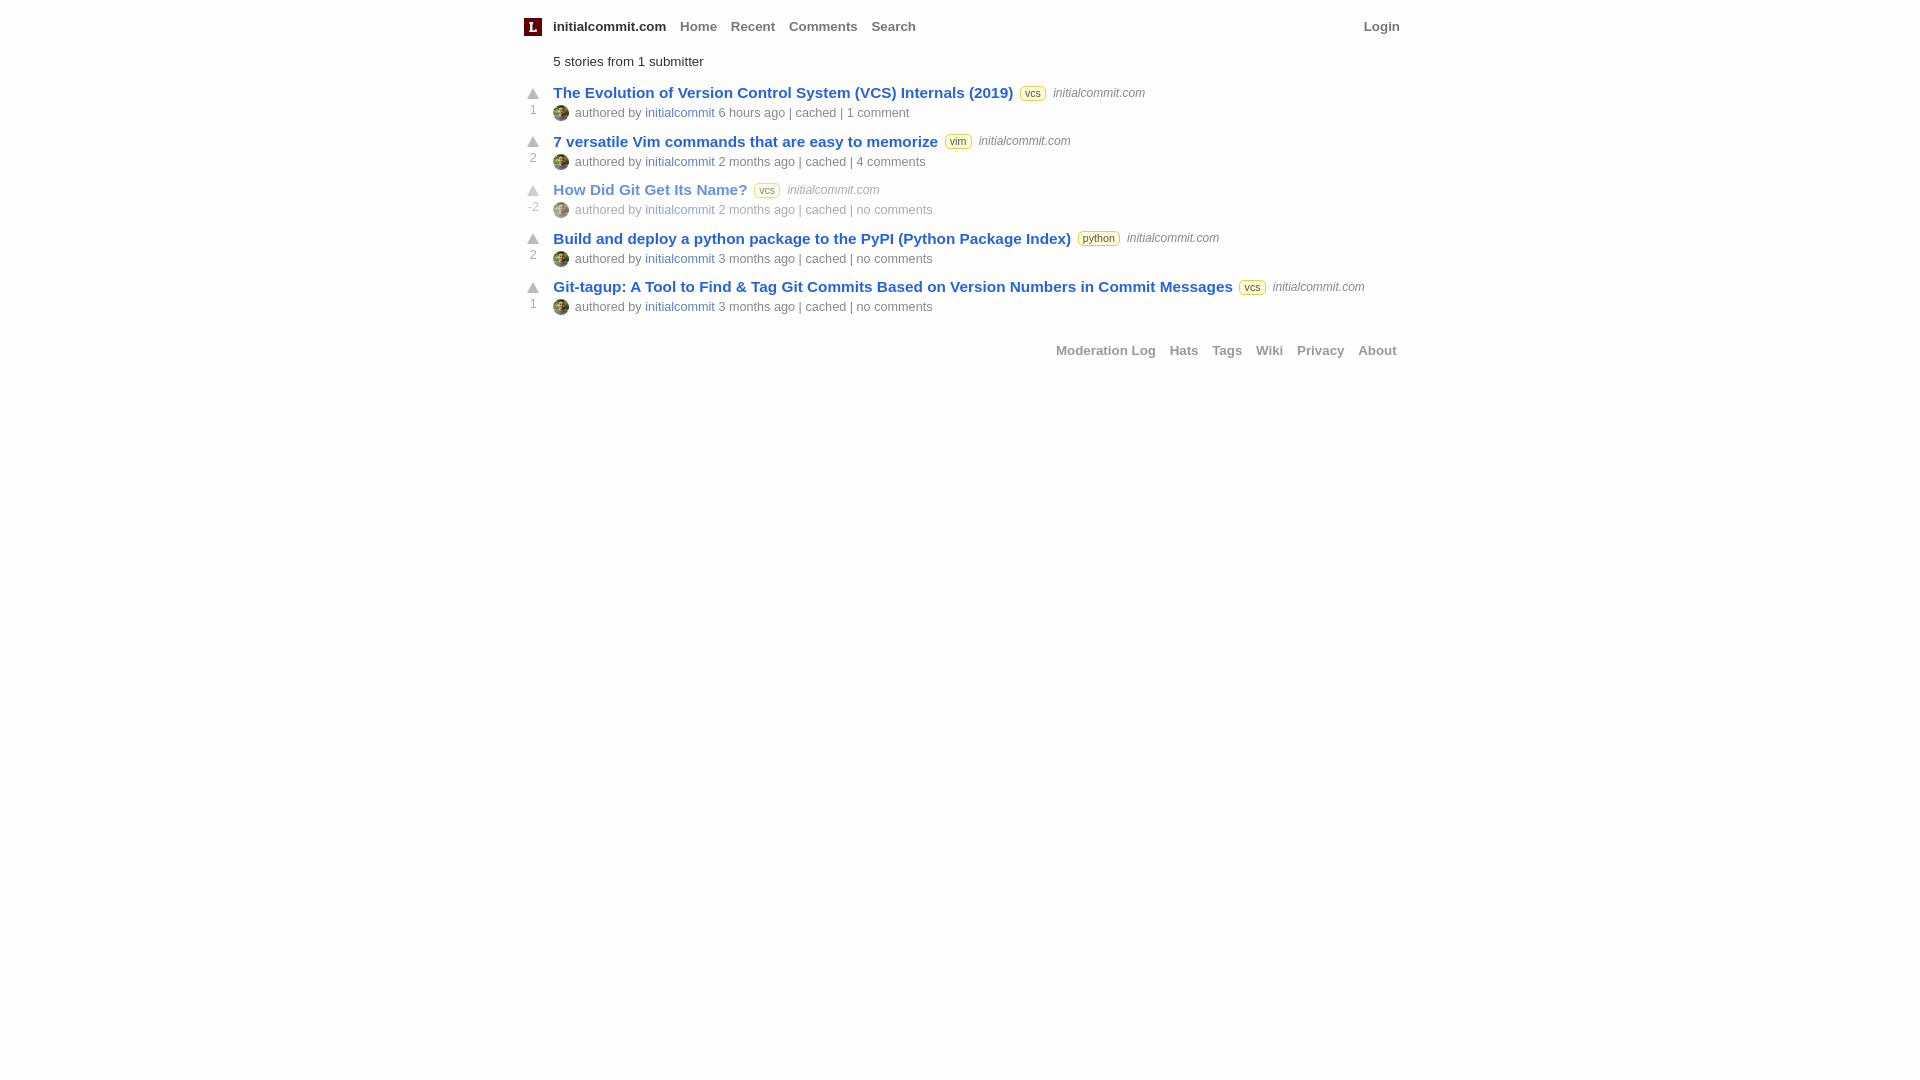 L initialcommit.com Home Recent Comments Search Login
5 stories from 1 submitter
The Evolution of Version Control System (VCS) Internals (2019) vcs initialcommit.com
1
authored by initialcommit 6 hours ago | cached | 1 comment
7 versatile Vim commands that are easy to memorize vim initialcommit.com
2
authored by initialcommit 2 months ago | cached | 4 comments
How Did Git Get Its Name? vcs initialcommit.com
-2
authored by initialcommit 2 months ago | cached | no comments
Build and deploy a python package to the PyPI (Python Package Index) python initialcommit.com
2
authored by initialcommit 3 months ago | cached | no comments
Git-tagup: A Tool to Find & Tag Git Commits Based on Version Numbers in Commit Messages vcs initialcommit.com
1
authored by initialcommit 3 months ago | cached | no comments
Moderation Log Hats Tags Wiki Privacy About